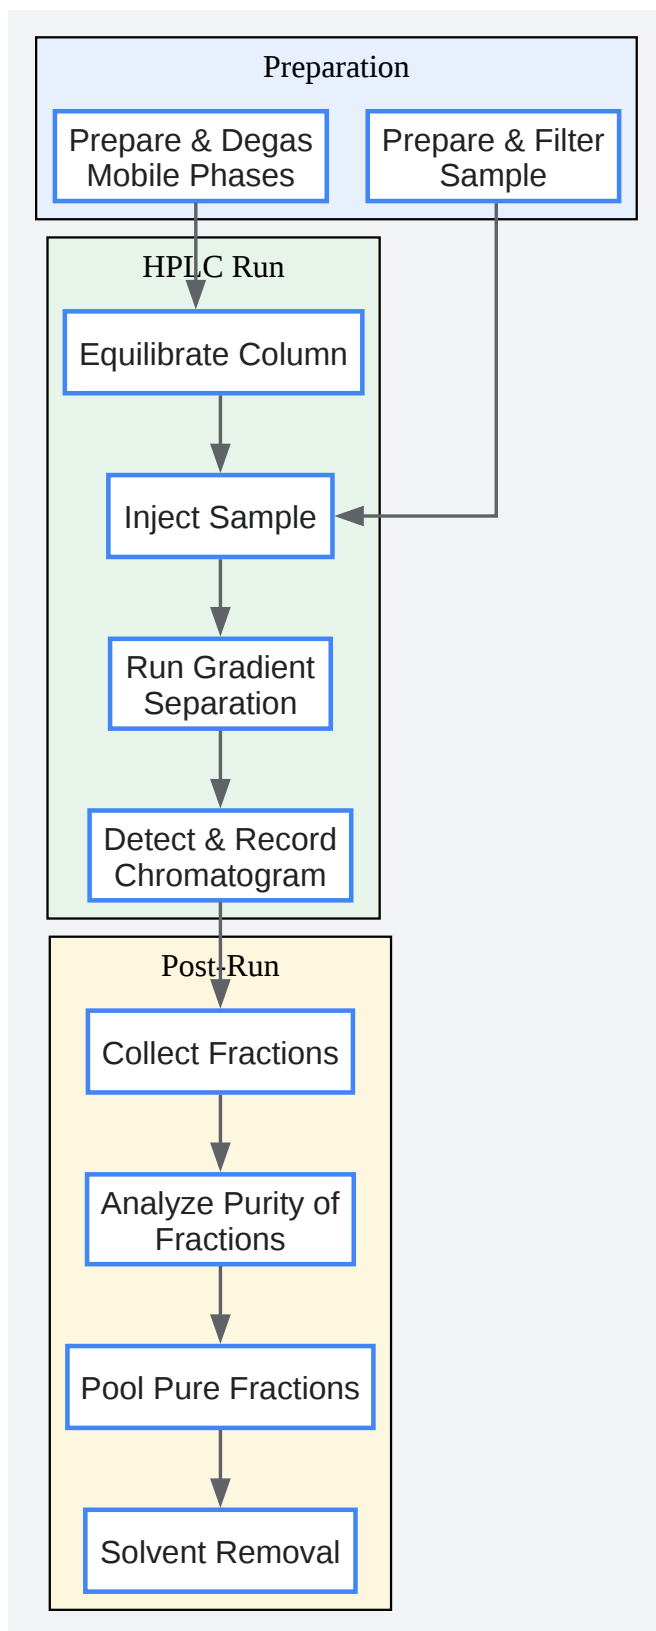 Preparation
Prepare & Degas
Mobile Phases
Prepare & Filter
Sample
HPLC Run
Equilibrate Column
Inject Sample
Run Gradient
Separation
Detect & Record
Chromatogram
Post-Run
Collect Fractions
Analyze Purity of
Fractions
Pool Pure Fractions
Solvent Removal